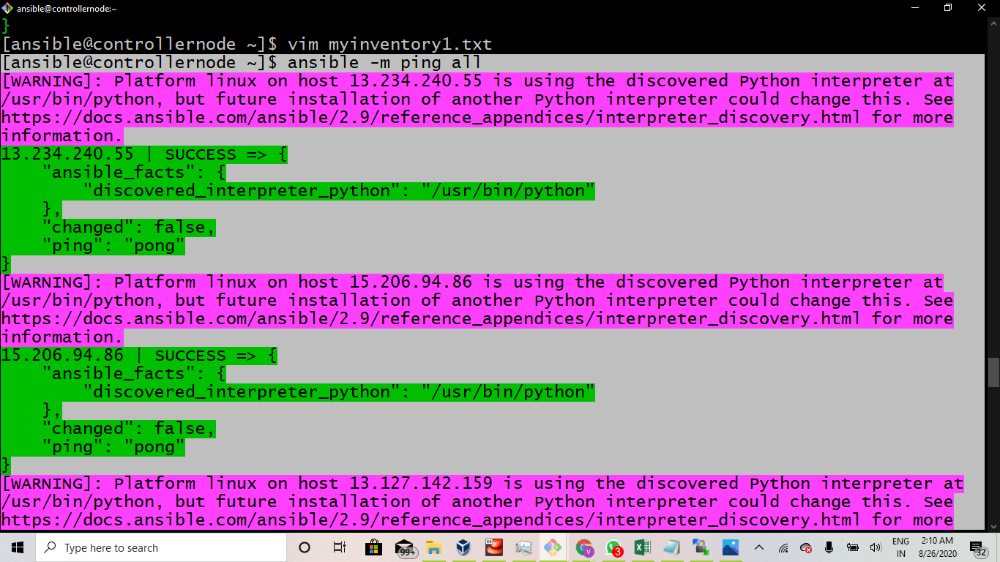 ansible@controllernode:~
}
[ansible@controllernode ~]$ vim myinventory1.txt
[ansible@controllernode ~]$ ansible -m ping all
[WARNING]: Platform linux on host 13.234.240.55 is using the discovered Python interpreter at
/usr/bin/python, but future installation of another Python interpreter could change this. See
https://docs.ansible.com/ansible/2.9/reference_appendices/interpreter_discovery.html for more
information.
13.234.240.55 | SUCCESS => {
    "ansible_facts": {
        "discovered_interpreter_python": "/usr/bin/python"
    },
    "changed": false,
    "ping": "pong"
}
[WARNING]: Platform linux on host 15.206.94.86 is using the discovered Python interpreter at
/usr/bin/python, but future installation of another Python interpreter could change this. See
https://docs.ansible.com/ansible/2.9/reference_appendices/interpreter_discovery.html for more
information.
15.206.94.86 | SUCCESS => {
    "ansible_facts": {
        "discovered_interpreter_python": "/usr/bin/python"
    },
    "changed": false,
    "ping": "pong"
}
[WARNING]: Platform linux on host 13.127.142.159 is using the discovered Python interpreter at
/usr/bin/python, but future installation of another Python interpreter could change this. See
https://docs.ansible.com/ansible/2.9/reference_appendices/interpreter_discovery.html for more
Type here to search
99+
64
V
3
ENG
IN
2:10 AM
8/26/2020
32